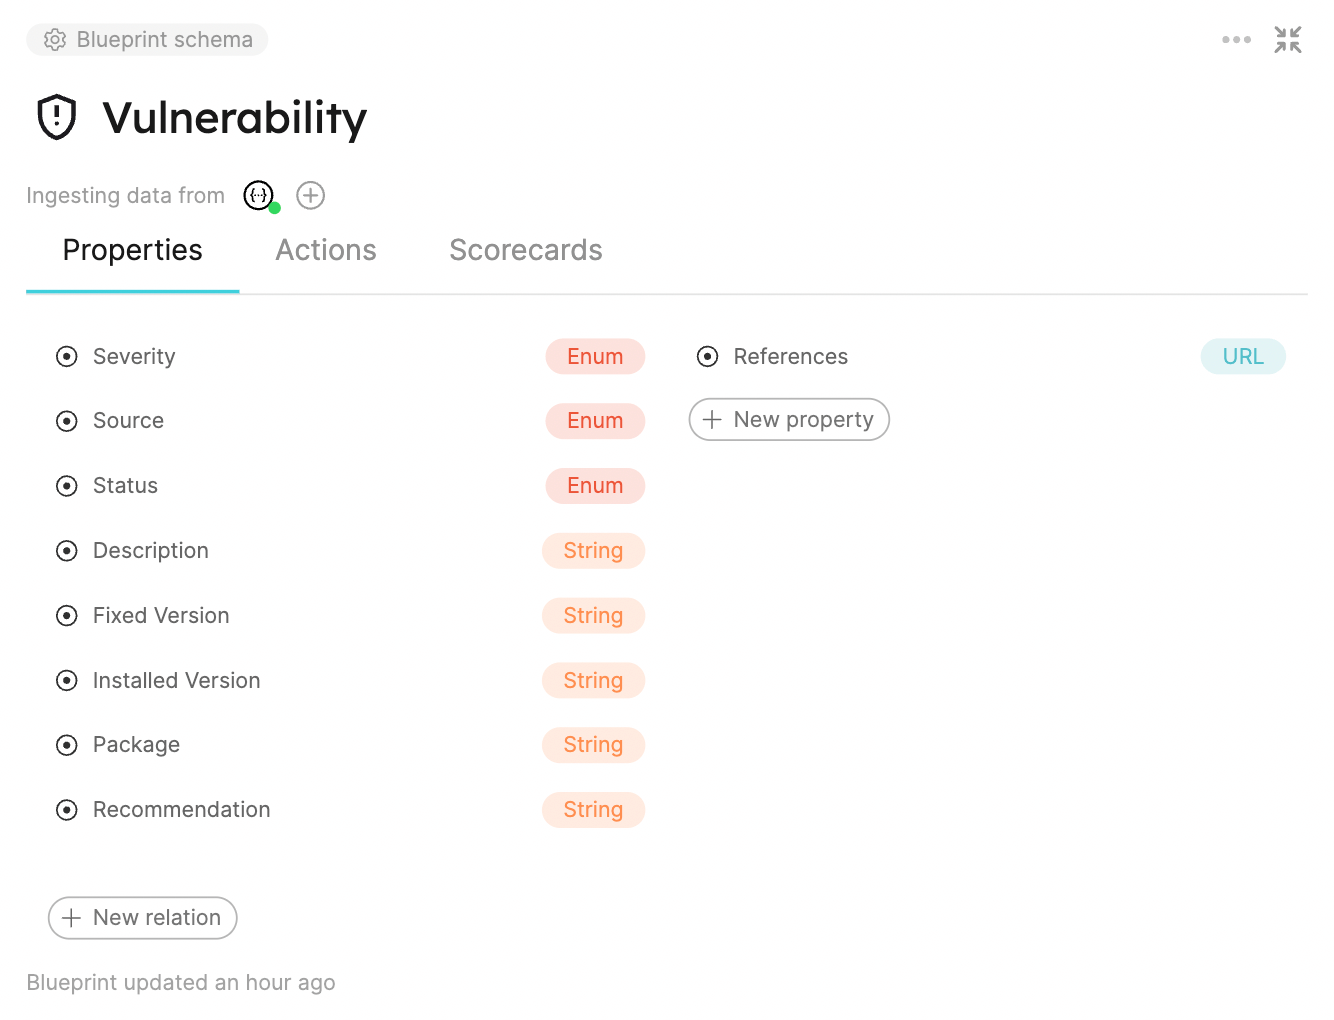 Blueprint schema
Vulnerability
Ingesting data from
Properties Actions Scorecards
Severity Enum
Source Enum
Status Enum
Description String
Fixed Version String
Installed Version String
Package String
Recommendation String
References URL
New property
New relation
Blueprint updated an hour ago